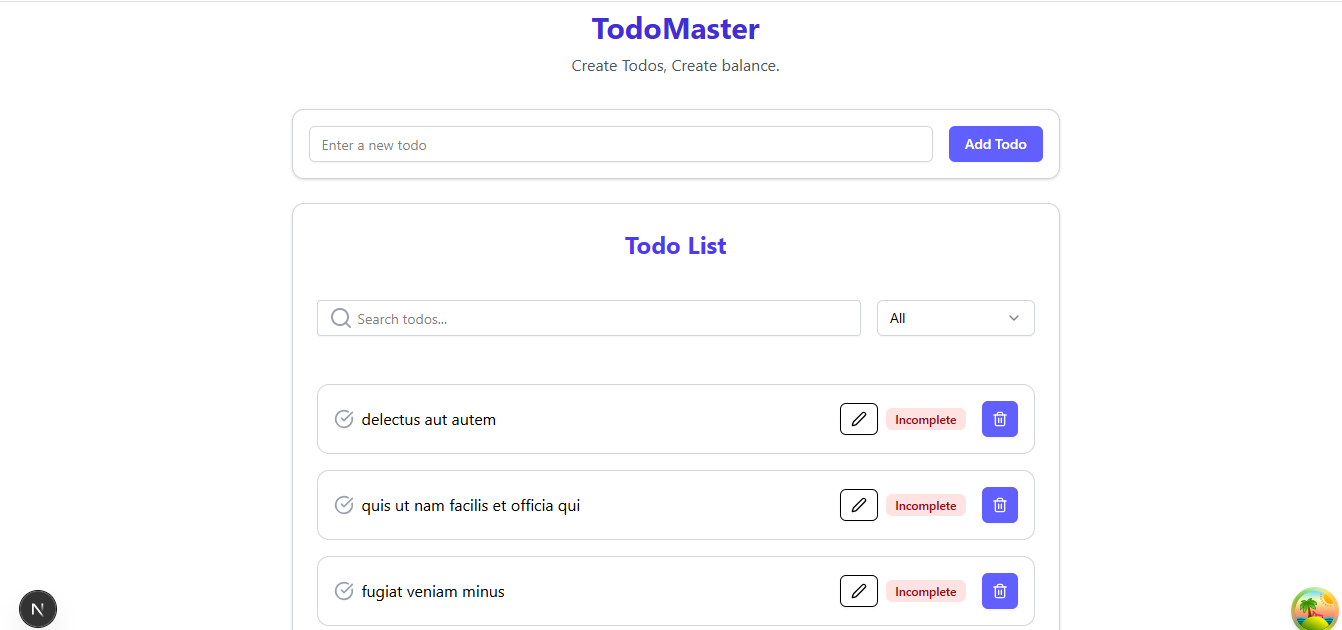 TodoMaster
Create Todos, Create balance.
Enter a new todo
Add Todo
Todo List
Search todos...
All
delectus aut autem
Incomplete
quis ut nam facilis et officia qui
Incomplete
fugiat veniam minus
Incomplete
N